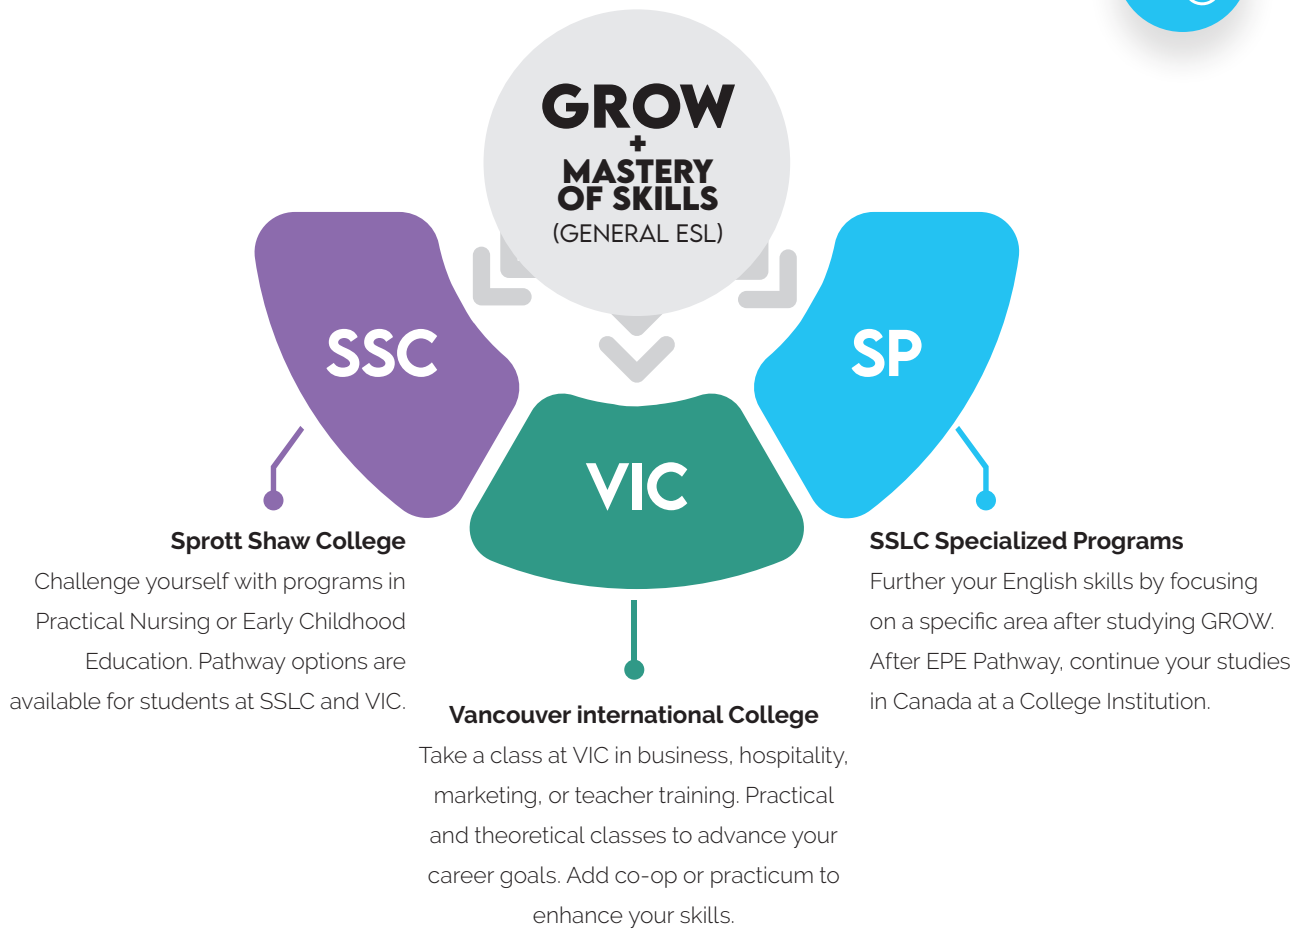 GROW
+
MASTERY
OF SKILLS
(GENERAL ESL)
SSC
VIC
SP
Sprott Shaw College
Challenge yourself with programs in
Practical Nursing or Early Childhood
Education. Pathway options are
available for students at SSLC and VIC.
Vancouver international College
Take a class at VIC in business, hospitality,
marketing, or teacher training. Practical
and theoretical classes to advance your
career goals. Add co-op or practicum to
enhance your skills.
SSLC Specialized Programs
Further your English skills by focusing
on a specific area after studying GROW.
After EPE Pathway, continue your studies
in Canada at a College Institution.